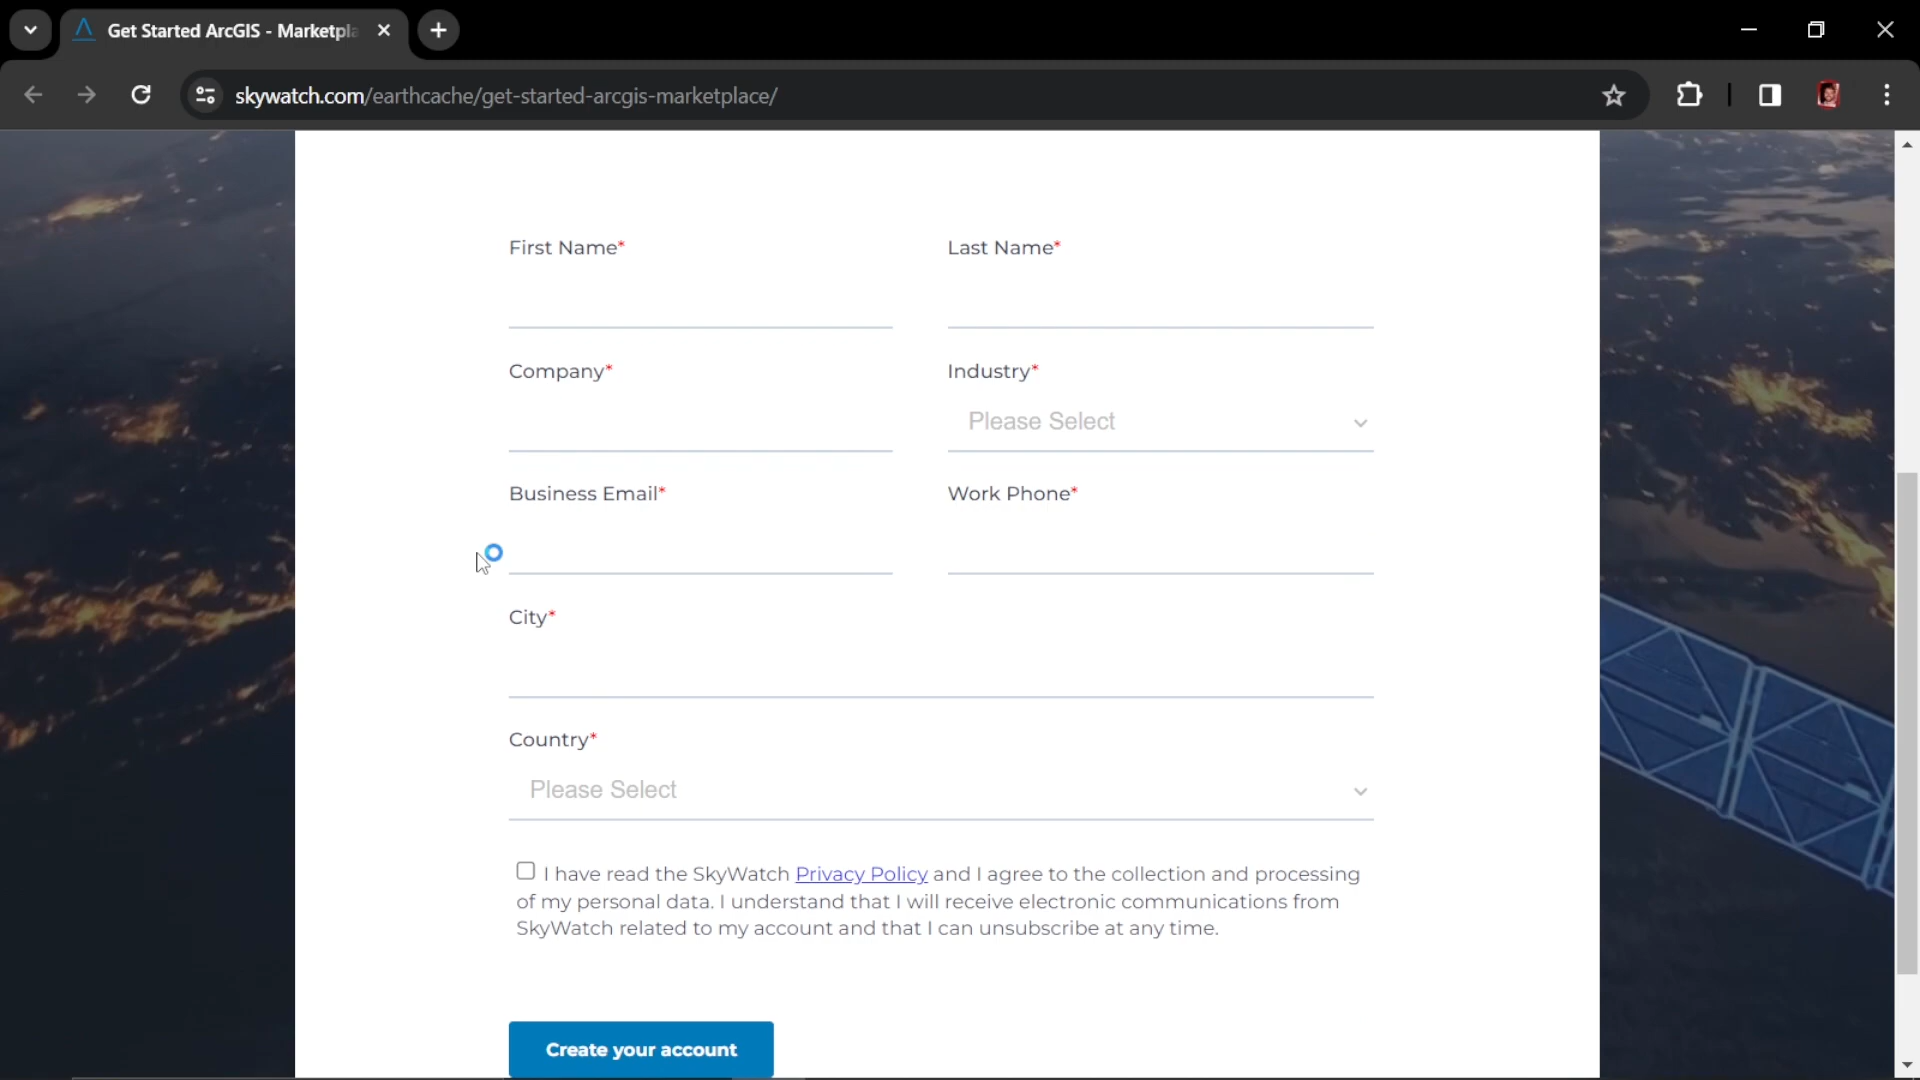 Get Started ArcGIS - Marketpla
skywatch.com/earthcache/get-started-arcgis-marketplace/
First Name*
Last Name*
Company*
Industry*
Please Select
Business Email*
Work Phone*
City*
Country*
Please Select
I have read the SkyWatch Privacy Policy and I agree to the collection and processing
of my personal data. I understand that I will receive electronic communications from
SkyWatch related to my account and that I can unsubscribe at any time.
Create your account